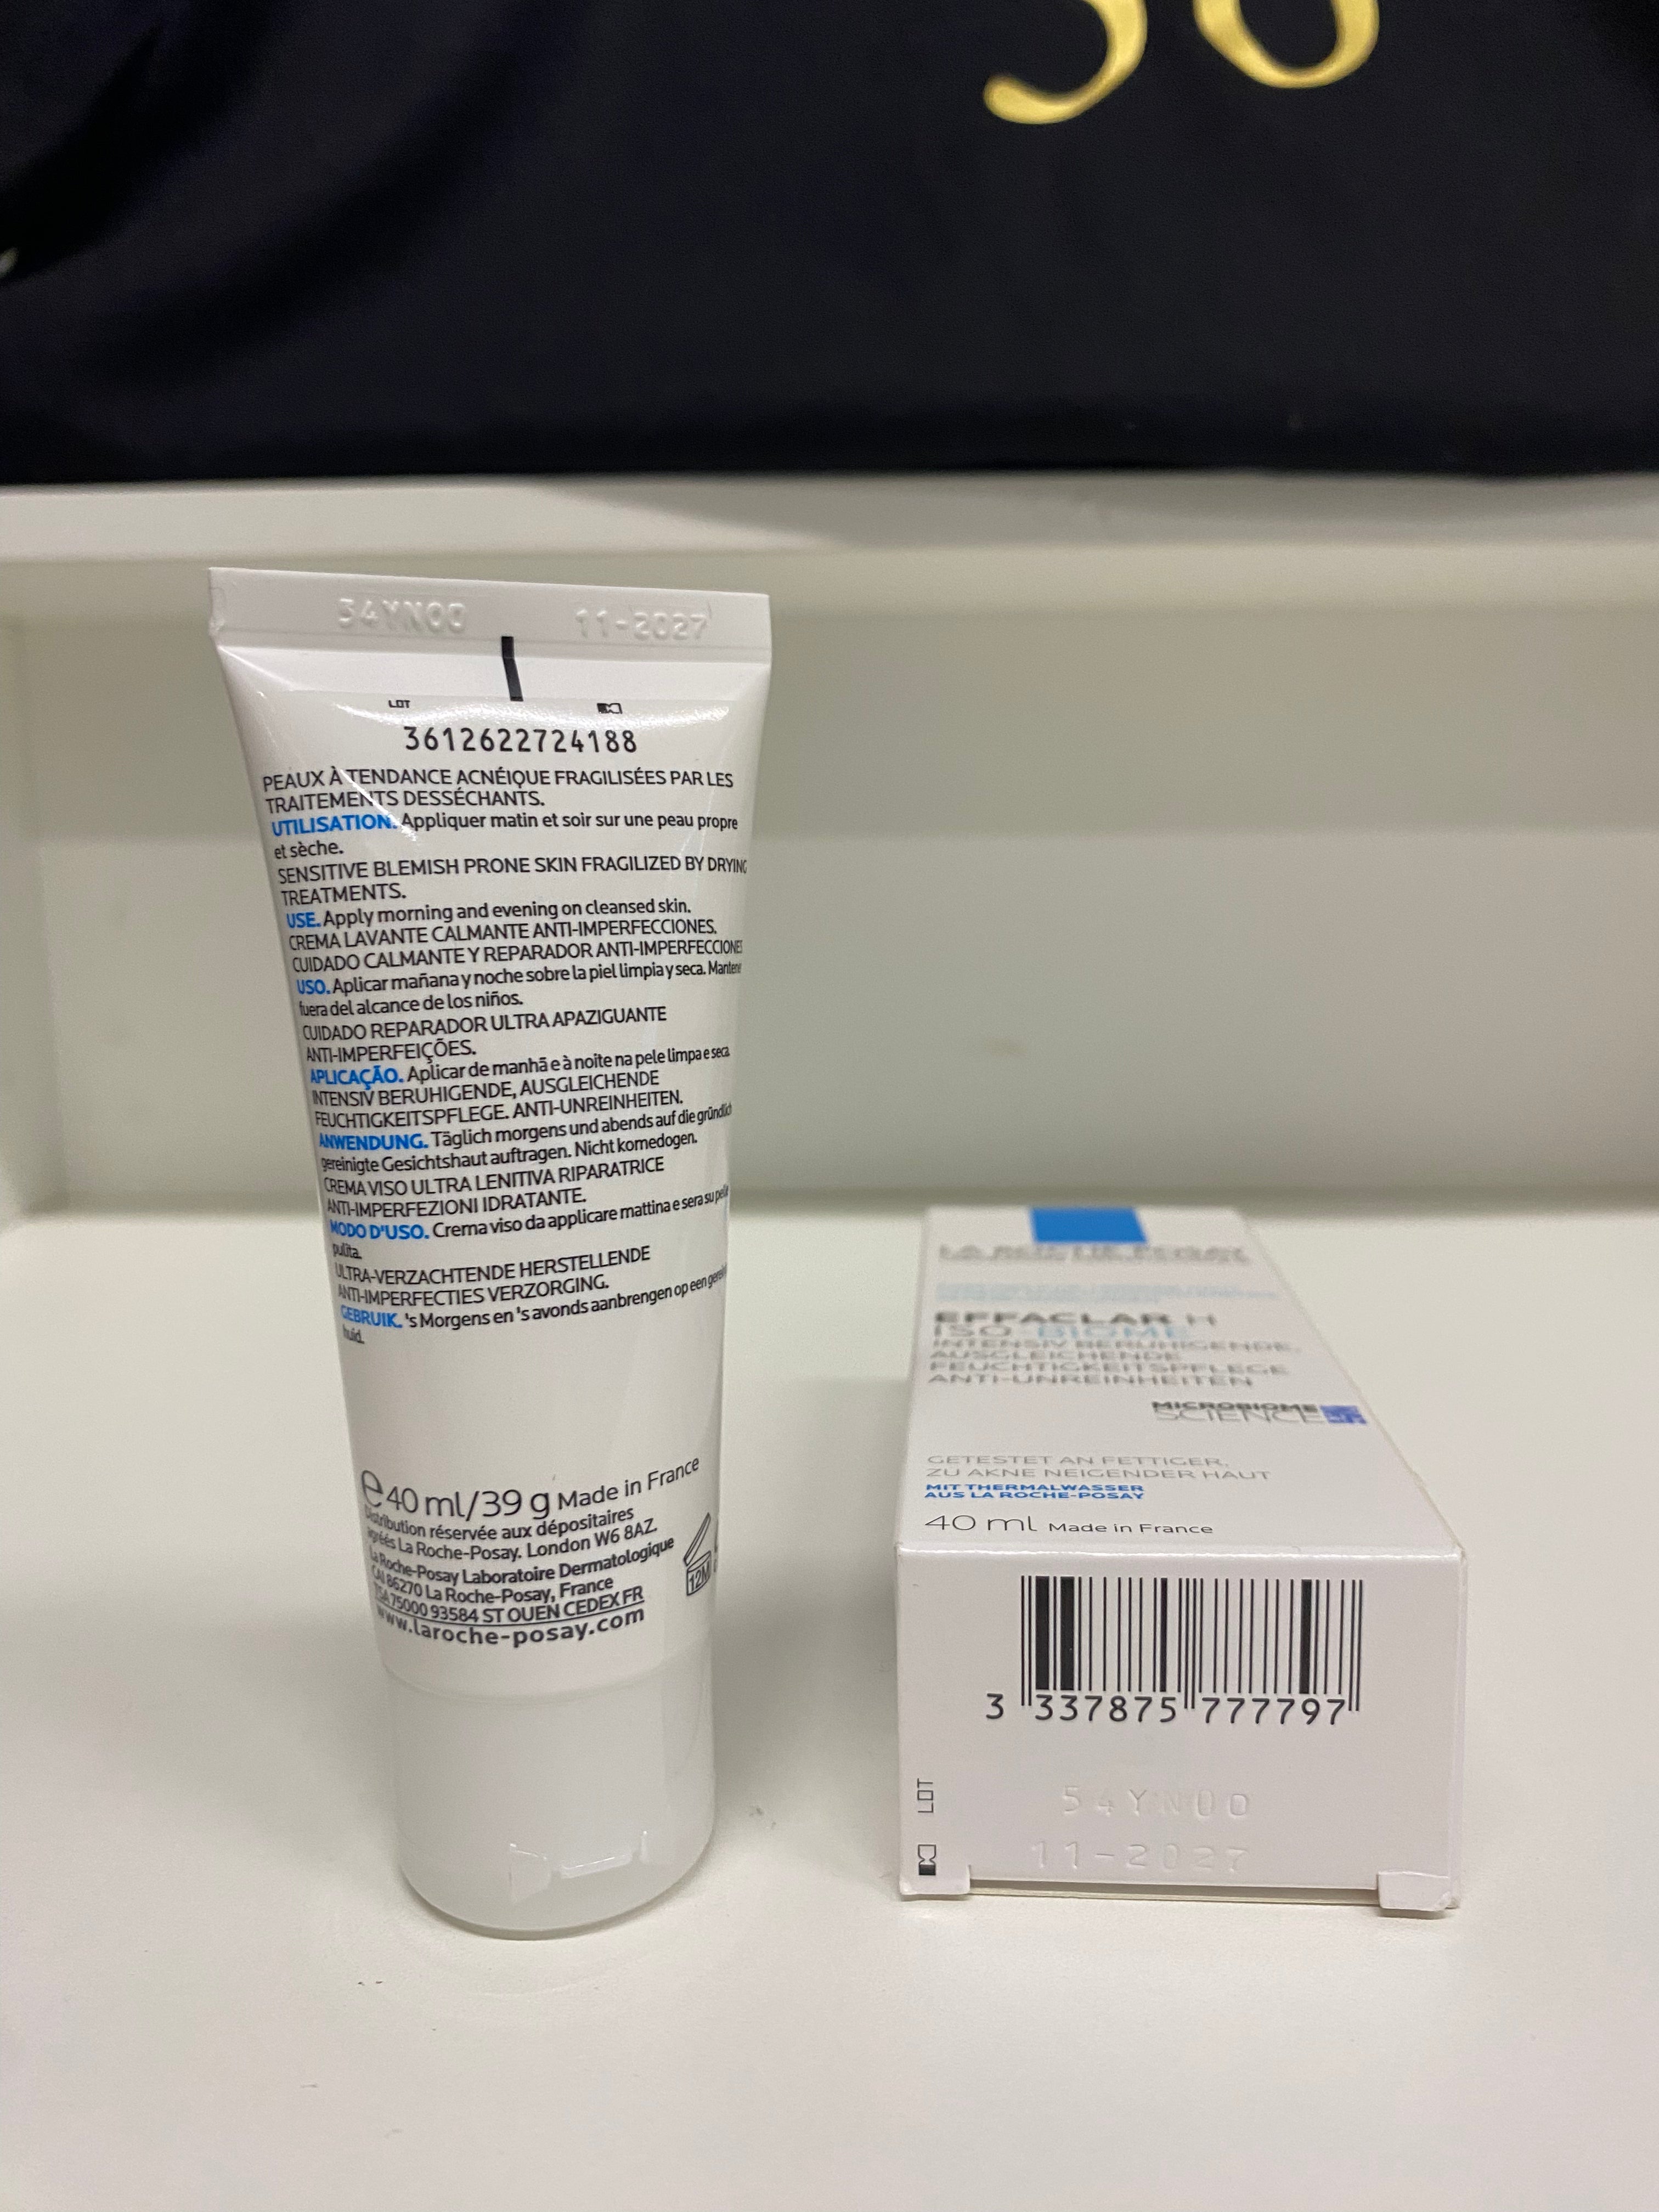 54YN00 11-2027
LOT
3612622724188
PEAUX À TENDANCE ACNÉIQUE FRAGILISÉES PAR LES
TRAITEMENTS DESSÉCHANTS.
UTILISATION. Appliquer matin et soir sur une peau propre
et sèche.
SENSITIVE BLEMISH PRONE SKIN FRAGILIZED BY DRYING
TREATMENTS.
USE. Apply morning and evening on cleansed skin.
CREMA LAVANTE CALMANTE ANTI-IMPERFECCIONES.
CUIDADO CALMANTE Y REPARADOR ANTI-IMPERFECCIONES
USO. Aplicar mañana y noche sobre la piel limpia y seca. Mantene
fuera del alcance de los niños.
CUIDADO REPARADOR ULTRA APAZIGUANTE
ANTI-IMPERFEIÇÕES.
APLICAÇÃO. Aplicar de manhã e à noite na pele limpa e seca.
INTENSIV BERUHIGENDE, AUSGLEICHENDE
FEUCHTIGKEITSPFLEGE. ANTI-UNREINHEITEN.
ANWENDUNG. Täglich morgens und abends auf die gründlich
gereinigte Gesichtshaut auftragen. Nicht komedogen.
CREMA VISO ULTRA LENITIVA RIPARATRICE
ANTI-IMPERFEZIONI IDRATANTE.
MODO D'USO. Crema viso da applicare mattina e sera su pelle
pulita.
ULTRA-VERZACHTENDE HERSTELLENDE
ANTI-IMPERFECTIES VERZORGING.
GEBRUIK. 's Morgens en 's avonds aanbrengen op een gerei
huid.
e 40 ml/39 g Made in France
Distribution réservée aux dépositaires
agréés La Roche-Posay. London W6 8AZ.
La Roche-Posay Laboratoire Dermatologique
CAI 86270 La Roche-Posay, France
TSA 75000 93584 ST OUEN CEDEX FR
www.laroche-posay.com
12M
LA ROCHE POSAY
EFFACLAR H
ISO-BIOME
INTENSIV BERUHIGENDE,
AUSGLEICHENDE
FEUCHTIGKEITSPFLEGE
ANTI-UNREINHEITEN
MICROBIOME
SCIENCE
GETESTET AN FETTIGER,
ZU AKNE NEIGENDER HAUT
MIT THERMALWASSER
AUS LA ROCHE-POSAY
40 ml Made in France
3 337875 777797
LOT
54YN00
11-2027